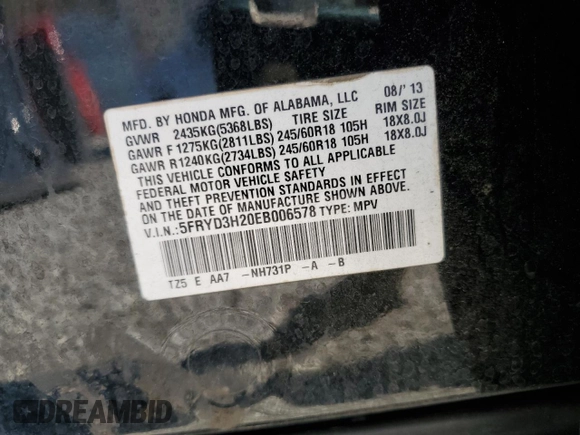 MFD. BY HONDA MFG. OF ALABAMA, LLC 08/'13
GVWR 2435KG(5368LBS) TIRE SIZE RIM SIZE
GAWR F 1275KG(2811LBS) 245/60R18 105H 18X8.0J
GAWR R1240KG(2734LBS) 245/60R18 105H 18X8.0J
THIS VEHICLE CONFORMS TO ALL APPLICABLE
FEDERAL MOTOR VEHICLE SAFETY
AND THEFT PREVENTION STANDARDS IN EFFECT
ON THE DATE OF MANUFACTURE SHOWN ABOVE.
V.I.N.:5FRYD3H20EB006578 TYPE: MPV
TZ5 E AA7 -NH731P -A -B
DREAMBID